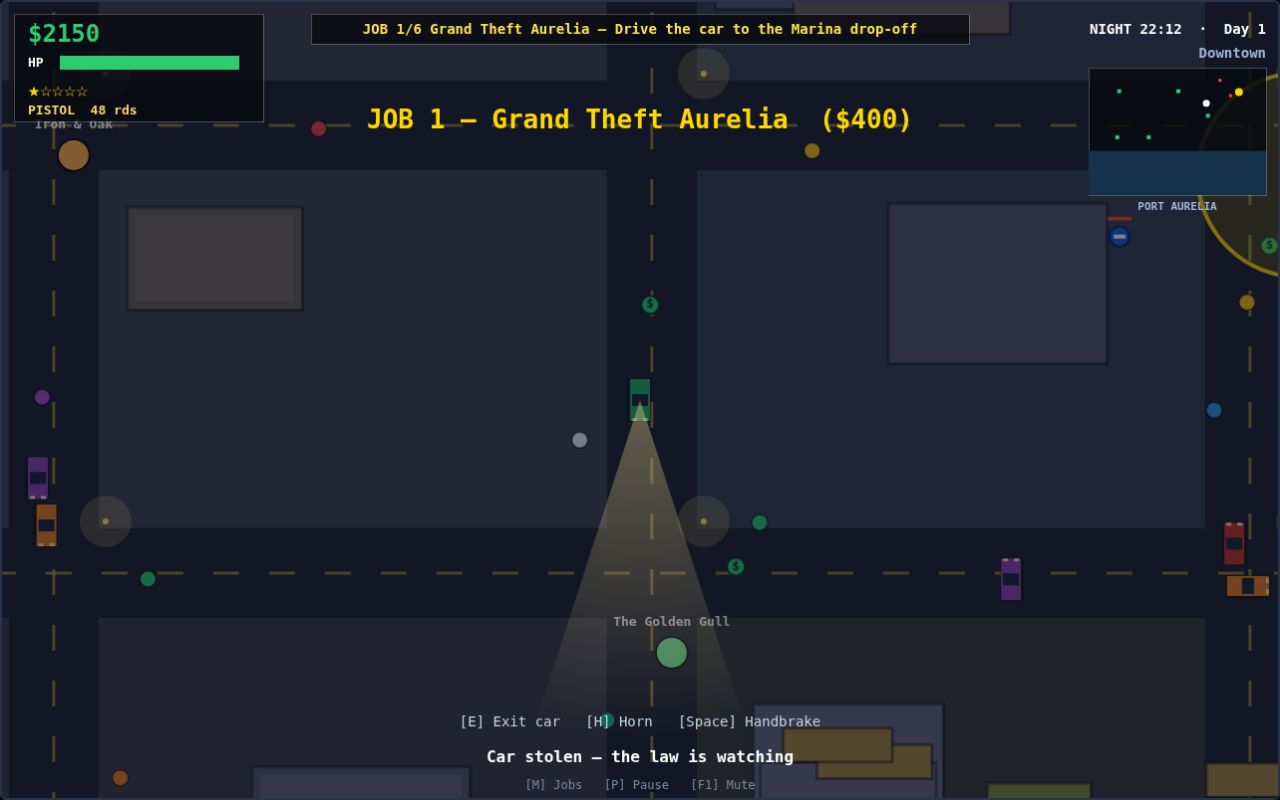 $2150
HP
★☆☆☆☆
PISTOL 48 rds
Iron & Oak
JOB 1/6 Grand Theft Aurelia — Drive the car to the Marina drop-off
NIGHT 22:12 · Day 1
Downtown
JOB 1 — Grand Theft Aurelia ($400)
PORT AURELIA
$
$
$
The Golden Gull
[E] Exit car [H] Horn [Space] Handbrake
Car stolen — the law is watching
[M] Jobs [P] Pause [F1] Mute